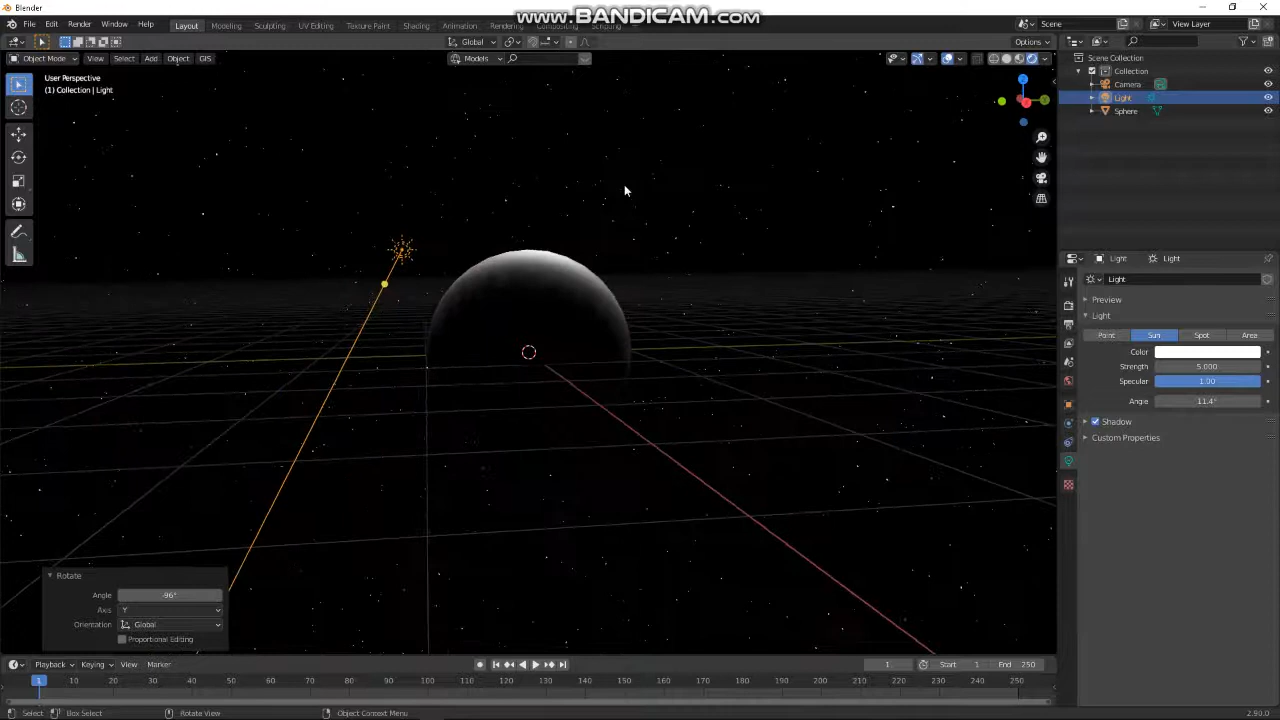 Blender
www.BANDICAM.com
File Edit Render Window Help Layout Modeling Sculpting UV Editing Texture Paint Shading Animation Rendering Compositing Scripting Scene View Layer
Global Options
Object Mode View Select Add Object GIS Models
User Perspective
(1) Collection | Light
Z
Scene Collection
Collection
Camera
Light
Sphere
Light Light
Light
Preview
Light
Point Sun Spot Area
Color
Strength 5.000
Specular 1.00
Angle 11.4°
Shadow
Custom Properties
Rotate
Angle -96°
Axis Y
Orientation Global
Proportional Editing
Playback Keying View Marker 1 Start 1 End 250
1 10 20 30 40 50 60 70 80 90 100 110 120 130 140 150 160 170 180 190 200 210 220 230 240 250
Select Box Select Rotate View Object Context Menu 2.90.0